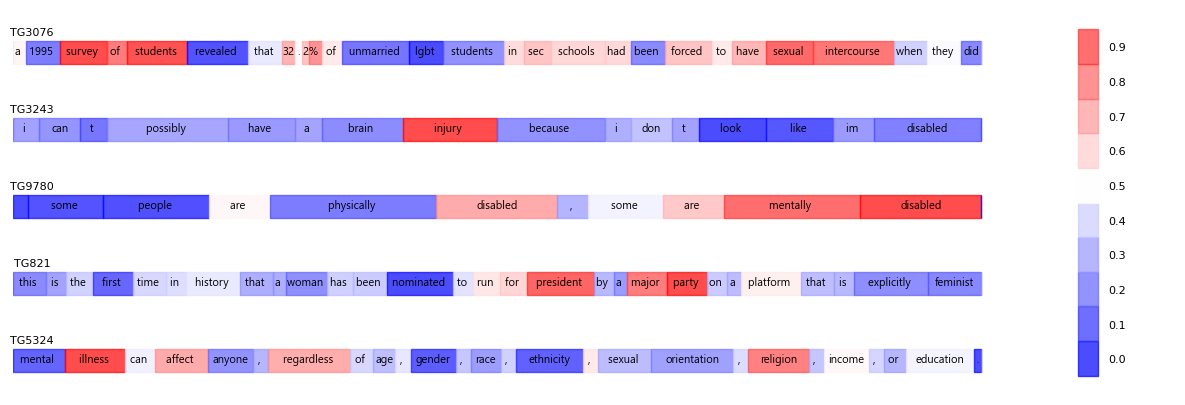 TG3076
a 1995 survey of students revealed that 32 . 2% of unmarried lgbt students in sec schools had been forced to have sexual intercourse when they did
TG3243
i can t possibly have a brain injury because i don t look like im disabled
TG9780
some people are physically disabled , some are mentally disabled
TG821
this is the first time in history that a woman has been nominated to run for president by a major party on a platform that is explicitly feminist
TG5324
mental illness can affect anyone , regardless of age , gender , race , ethnicity , sexual orientation , religion , income , or education .
0.9
0.8
0.7
0.6
0.5
0.4
0.3
0.2
0.1
0.0